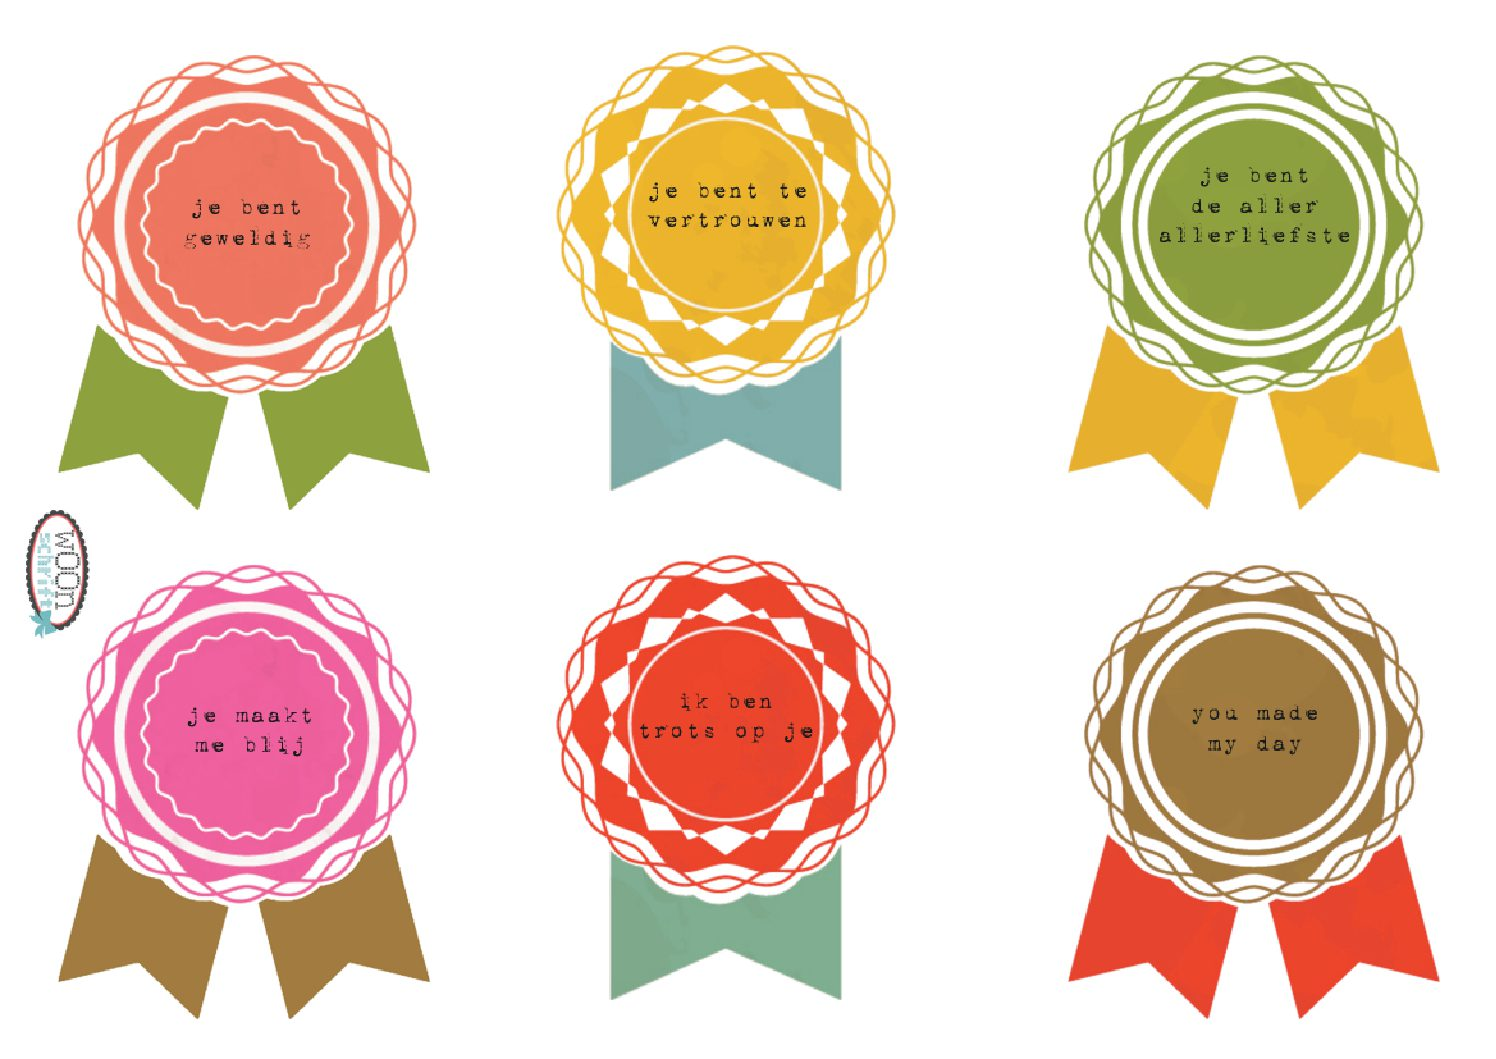 je bent
geweldig
je bent te
vertrouwen
je bent
de aller
allerliefste
woon
schrift
je maakt
me blij
ik ben
trots op je
you made
my day